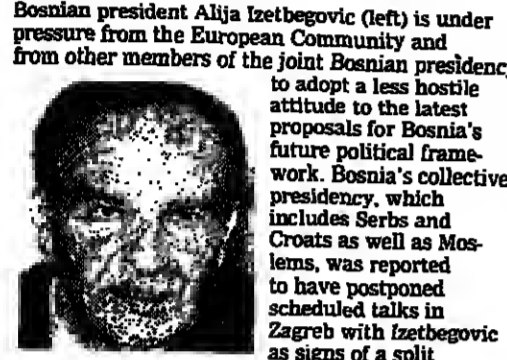 Bosnian president Alija Izetbegovic (left) is under
pressure from the European Community and
from other members of the joint Bosnian presidency
to adopt a less hostile
attitude to the latest
proposals for Bosnia's
future political frame-
work. Bosnia's collective
presidency, which
includes Serbs and
Croats as well as Mos-
lems, was reported
to have postponed
scheduled talks in
Zagreb with Izetbegovic
as signs of a split